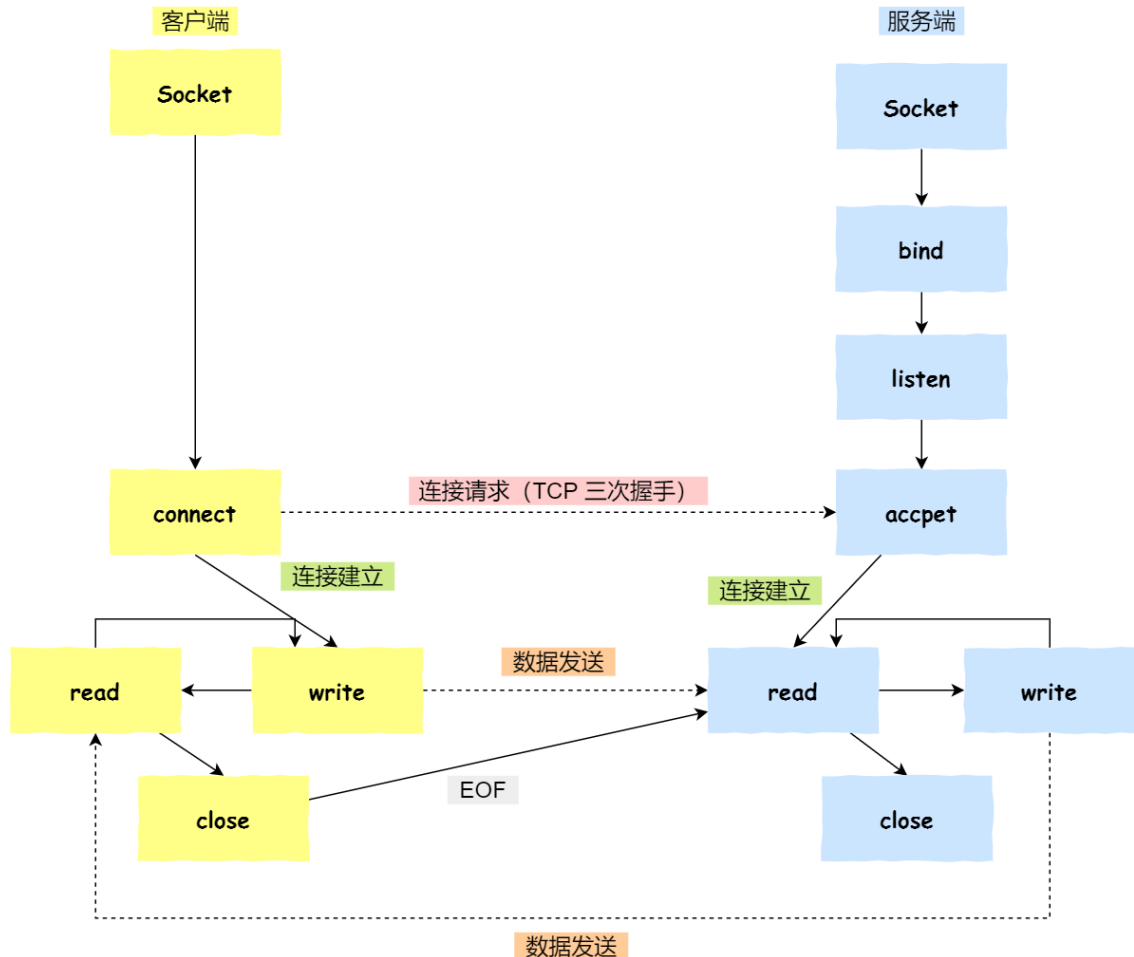 客户端
服务端
Socket
Socket
bind
listen
connect
连接请求（TCP 三次握手）
accpet
连接建立
连接建立
数据发送
read
write
read
write
EOF
close
close
数据发送